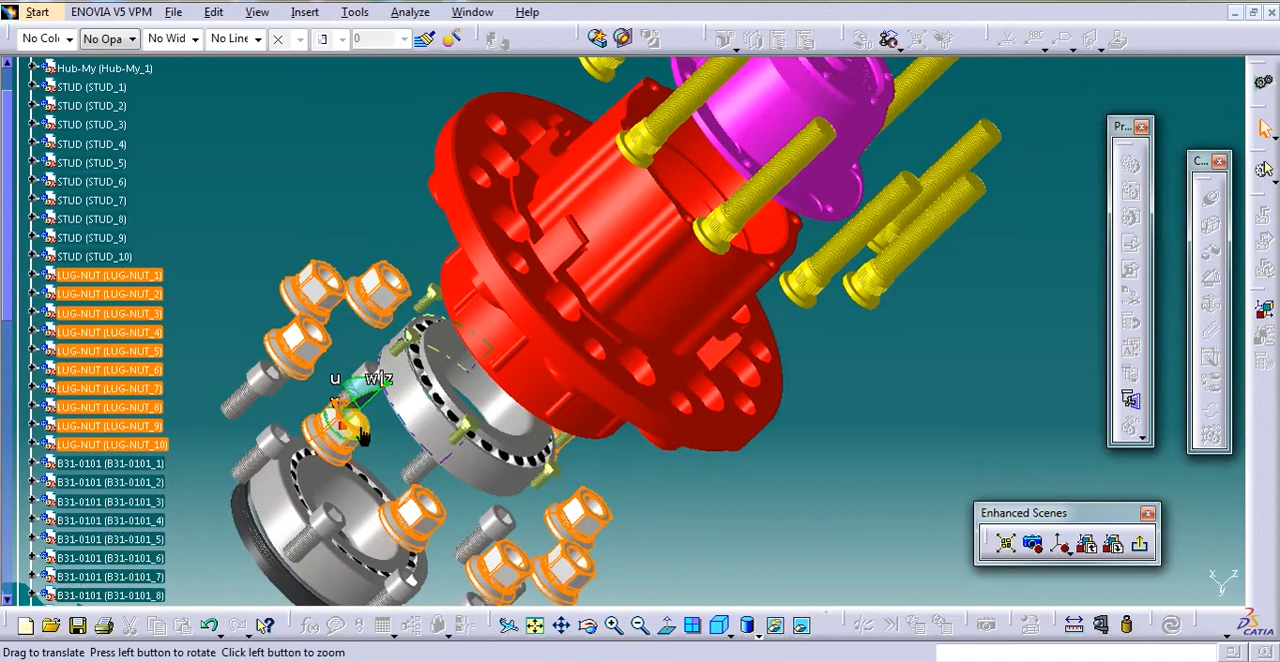 Start ENOVIA V5 VPM File Edit View Insert Tools Analyze Window Help
No Col No Opa No Wid No Line 0
Hub-My (Hub-My_1)
STUD (STUD_1)
STUD (STUD_2)
STUD (STUD_3)
STUD (STUD_4)
STUD (STUD_5)
STUD (STUD_6)
STUD (STUD_7)
STUD (STUD_8)
STUD (STUD_9)
STUD (STUD_10)
LUG-NUT (LUG-NUT_1)
LUG-NUT (LUG-NUT_2)
LUG-NUT (LUG-NUT_3)
LUG-NUT (LUG-NUT_4)
LUG-NUT (LUG-NUT_5)
LUG-NUT (LUG-NUT_6)
LUG-NUT (LUG-NUT_7)
LUG-NUT (LUG-NUT_8)
LUG-NUT (LUG-NUT_9)
LUG-NUT (LUG-NUT_10)
B31-0101 (B31-0101_1)
B31-0101 (B31-0101_2)
B31-0101 (B31-0101_3)
B31-0101 (B31-0101_4)
B31-0101 (B31-0101_5)
B31-0101 (B31-0101_6)
B31-0101 (B31-0101_7)
B31-0101 (B31-0101_8)
u w|z
Pr...
C...
Enhanced Scenes
x z
y
CATIA
Drag to translate Press left button to rotate Click left button to zoom